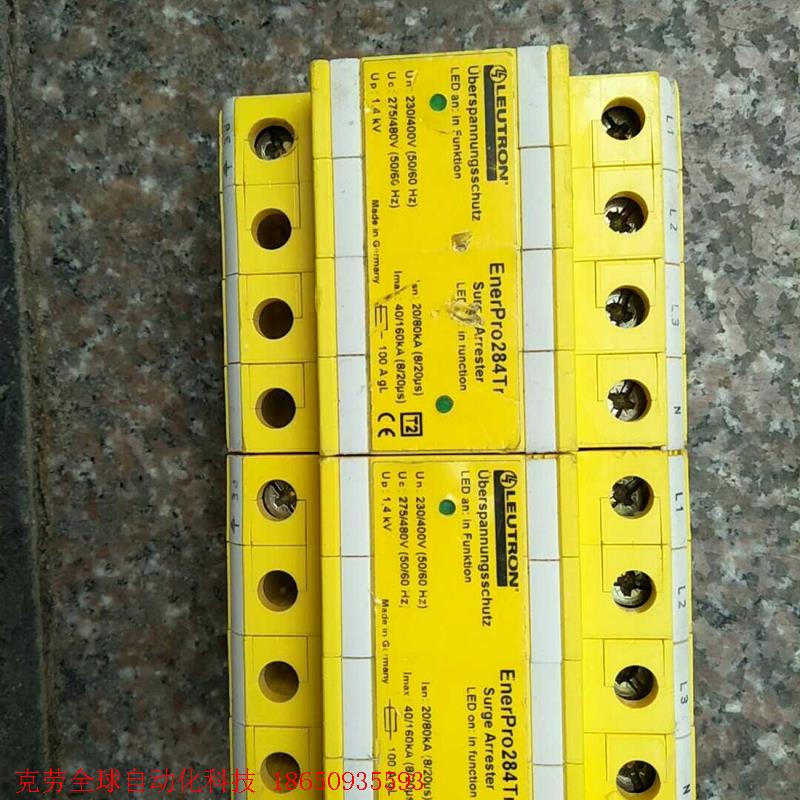 LEUTRON
Überspannungsschutz
LED an: in Funktion
Un: 230/400V (50/60 Hz)
Uc: 275/480V (50/60 Hz)
Up: 1.4 kV
Made in Germany
EnerPro284Tr
Surge Arrester
in function
Isn: 20/80kA (8/20µs)
Imax: 40/160kA (8/20µs)
100 A gL
T2
CE
PE
L1
L2
L3
N
LEUTRON
Überspannungsschutz
LED an: in Funktion
Un: 230/400V (50/60 Hz)
Uc: 275/480V (50/60 Hz)
Up: 1.4 kV
Made in Germany
EnerPro284Tr
Surge Arrester
LED on: in function
Isn: 20/80kA (8/20µs)
Imax: 40/160kA (8/20µs)
100
PE
L1
L2
L3
N
克劳全球自动化科技 18650935593